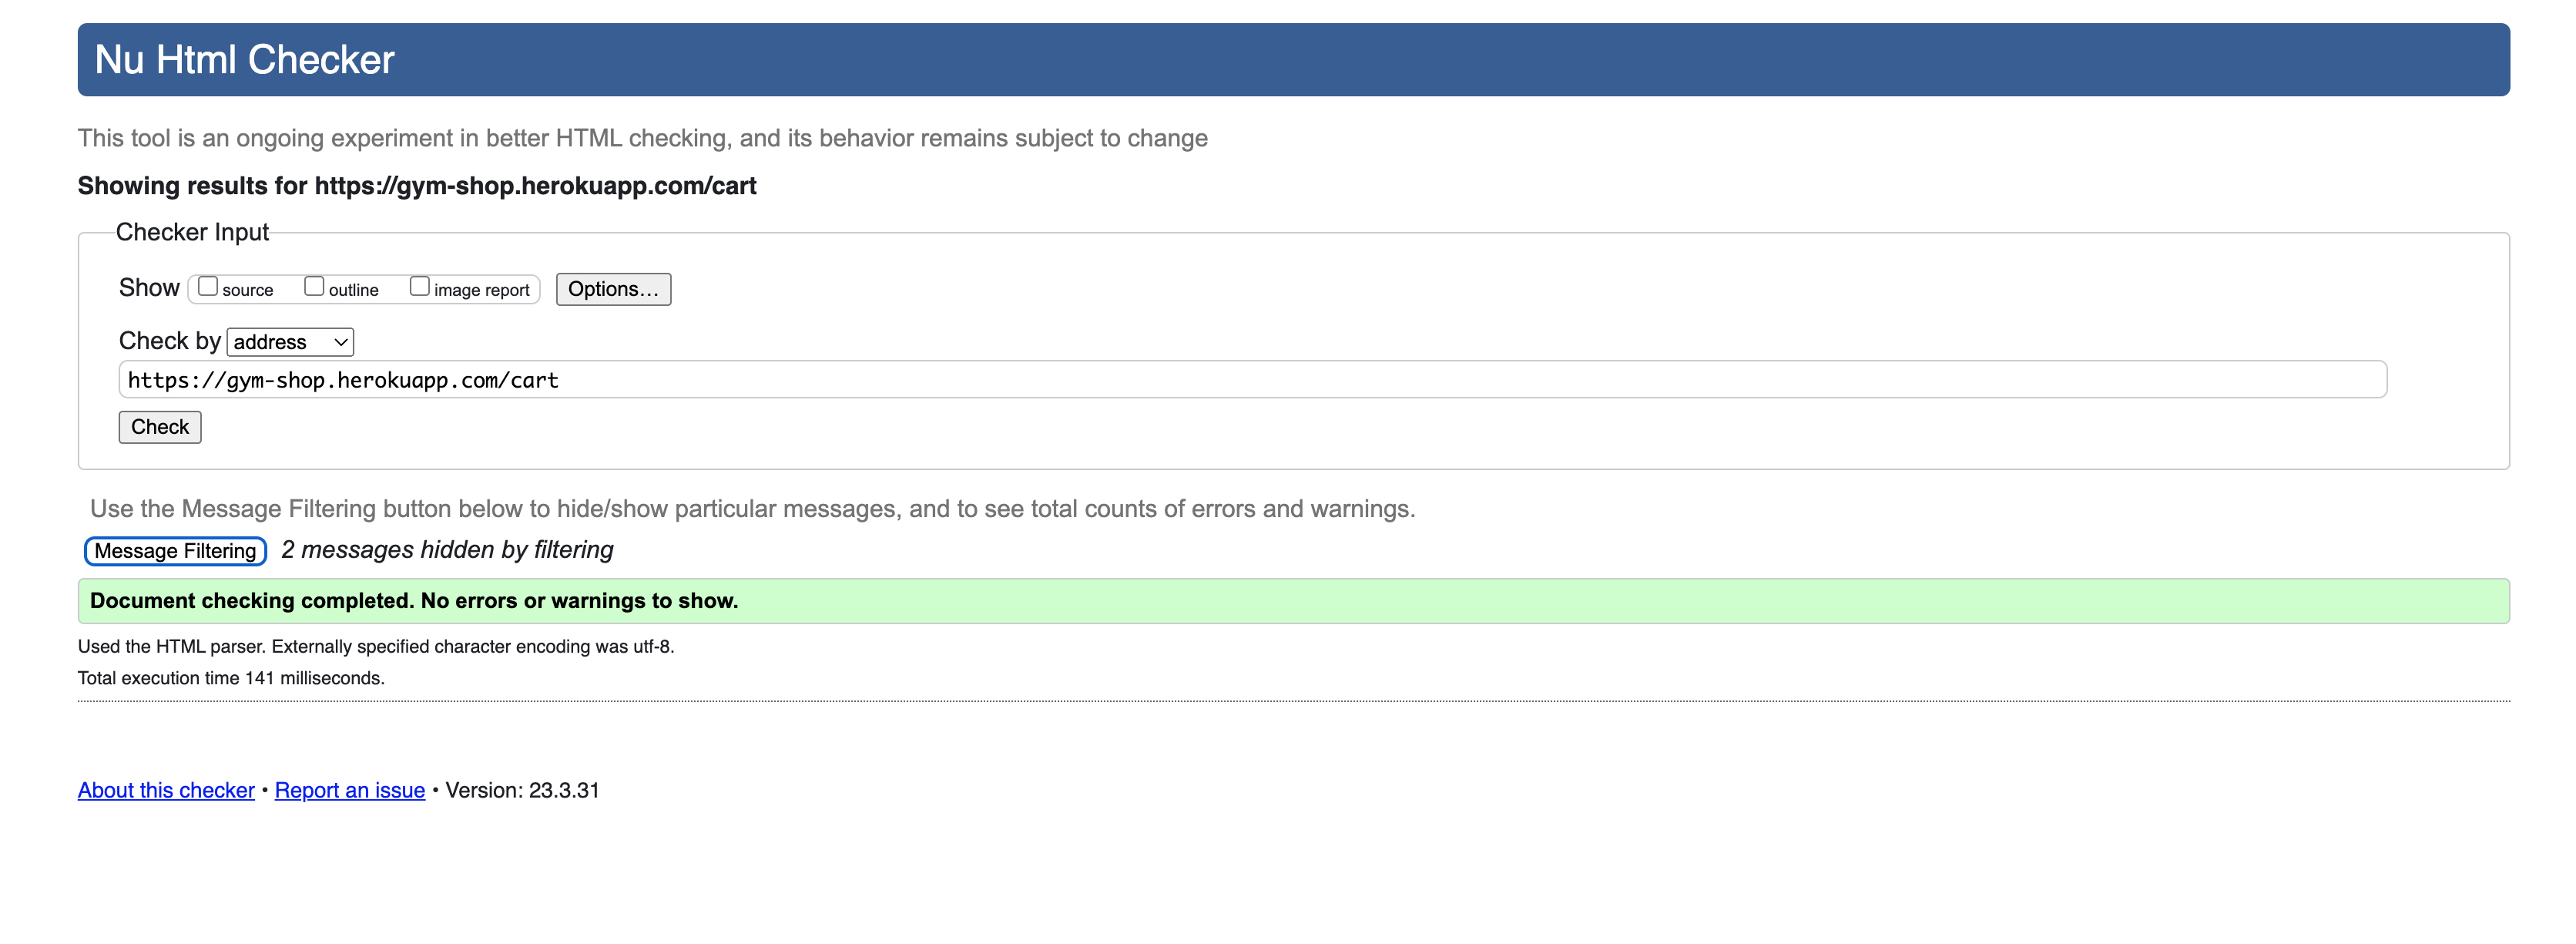 Nu Html Checker
This tool is an ongoing experiment in better HTML checking, and its behavior remains subject to change
Showing results for https://gym-shop.herokuapp.com/cart
Checker Input
Show source outline image report Options...
Check by address
https://gym-shop.herokuapp.com/cart
Check
Use the Message Filtering button below to hide/show particular messages, and to see total counts of errors and warnings.
Message Filtering 2 messages hidden by filtering
Document checking completed. No errors or warnings to show.
Used the HTML parser. Externally specified character encoding was utf-8.
Total execution time 141 milliseconds.
About this checker • Report an issue • Version: 23.3.31